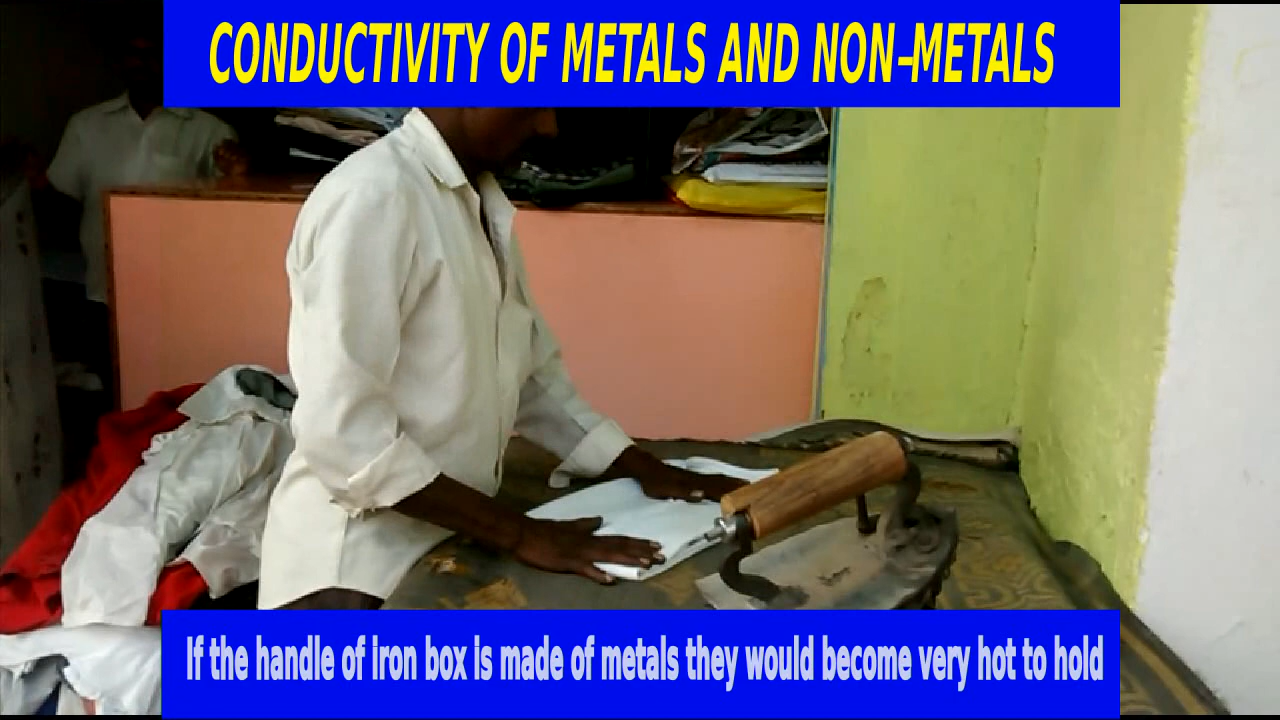 CONDUCTIVITY OF METALS AND NON-METALS
If the handle of iron box is made of metals they would become very hot to hold